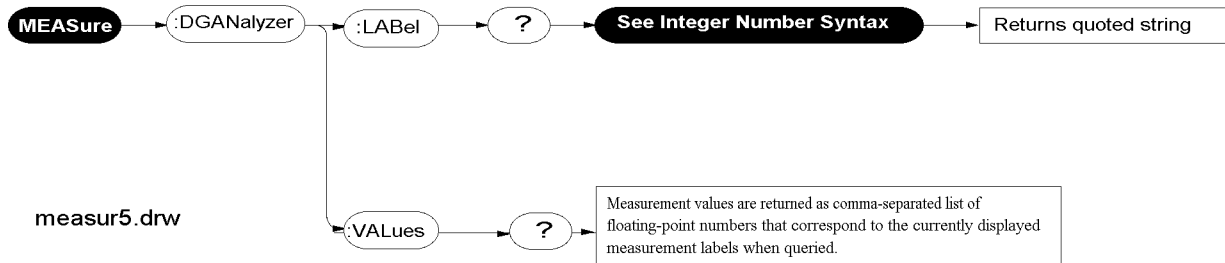 MEASure :DGANalyzer :LABel ? See Integer Number Syntax Returns quoted string
measur5.drw
:VALues ?
Measurement values are returned as comma-separated list of
floating-point numbers that correspond to the currently displayed
measurement labels when queried.